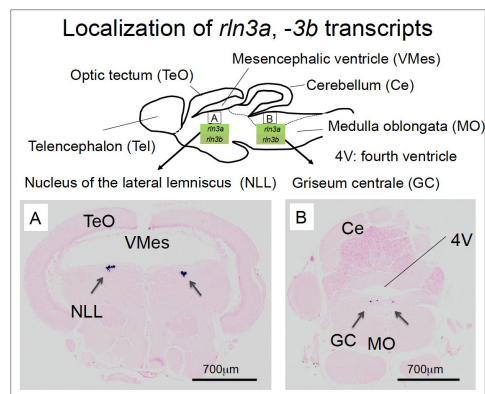 Localization of rln3a, -3b transcripts
Mesencephalic ventricle (VMes)
Optic tectum (TeO)
Cerebellum (Ce)
A
rln3a
rln3b
B
rln3a
rln3b
Medulla oblongata (MO)
Telencephalon (Tel)
4V: fourth ventricle
Nucleus of the lateral lemniscus (NLL)
Griseum centrale (GC)
A
TeO
VMes
NLL
700μm
B
Ce
4V
GC
MO
700μm